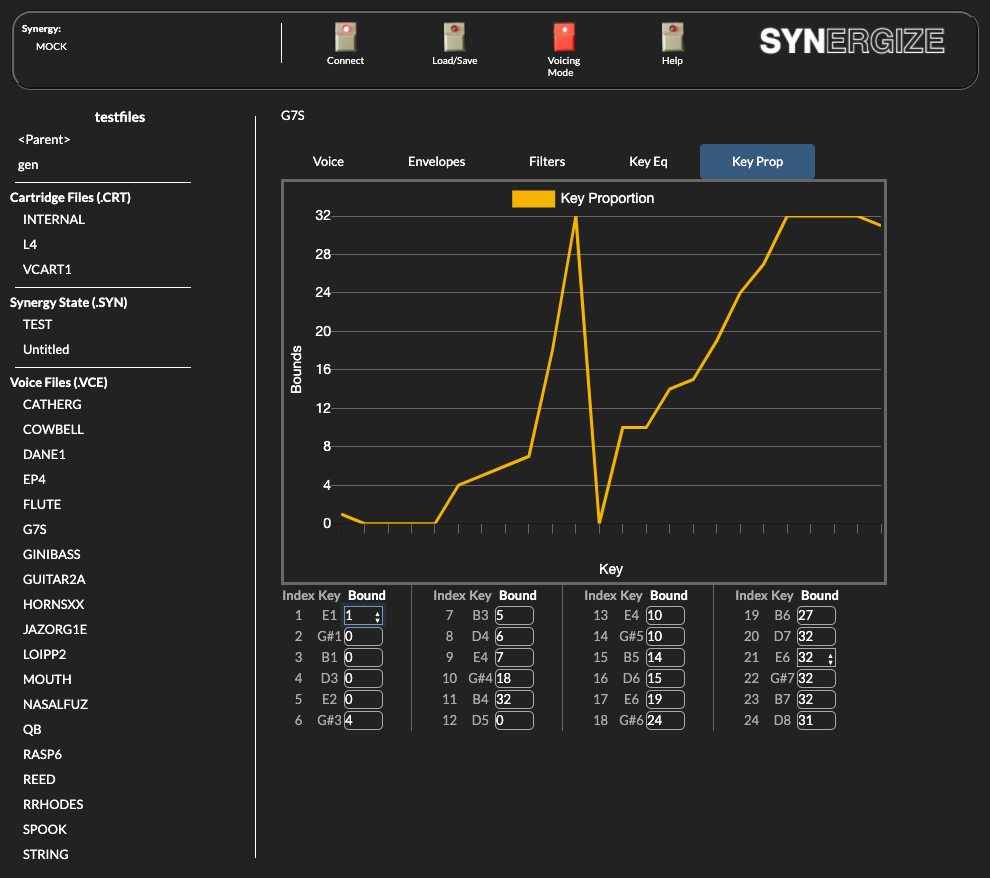 Synergy:
MOCK
Connect
Load/Save
Voicing
Mode
Help
SYNERGIZE
testfiles
<Parent>
gen
Cartridge Files (.CRT)
INTERNAL
L4
VCART1
Synergy State (.SYN)
TEST
Untitled
Voice Files (.VCE)
CATHERG
COWBELL
DANE1
EP4
FLUTE
G7S
GINIBASS
GUITAR2A
HORNSXX
JAZORG1E
LOIPP2
MOUTH
NASALFUZ
QB
RASP6
REED
RRHODES
SPOOK
STRING
G7S
Voice Envelopes Filters Key Eq Key Prop
Key Proportion
32
28
24
20
16
12
8
4
0
Bounds
Key
Index Key Bound Index Key Bound Index Key Bound Index Key Bound
1 E1 1 7 B3 5 13 E4 10 19 B6 27
2 G#1 0 8 D4 6 14 G#5 10 20 D7 32
3 B1 0 9 E4 7 15 B5 14 21 E6 32
4 D3 0 10 G#4 18 16 D6 15 22 G#7 32
5 E2 0 11 B4 32 17 E6 19 23 B7 32
6 G#3 4 12 D5 0 18 G#6 24 24 D8 31